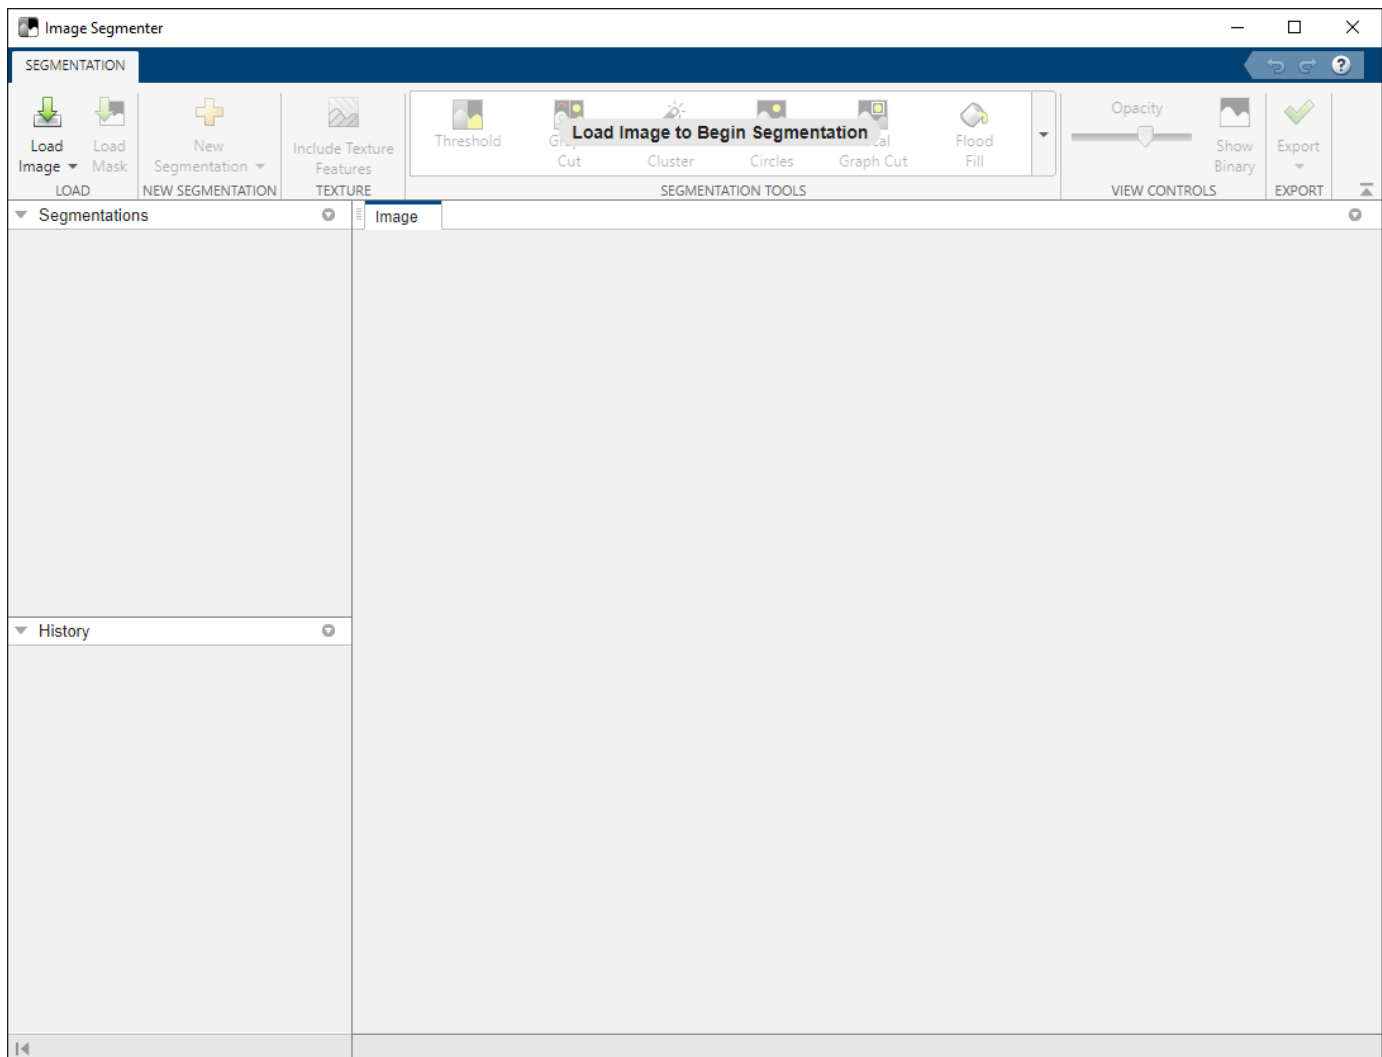 Image Segmenter
SEGMENTATION
Load Image
Load Mask
New Segmentation
Include Texture Features
Threshold
Cut
Cluster
Circles
Graph Cut
Flood Fill
Load Image to Begin Segmentation
Opacity
Show Binary
Export
LOAD
NEW SEGMENTATION
TEXTURE
SEGMENTATION TOOLS
VIEW CONTROLS
EXPORT
Segmentations
Image
History